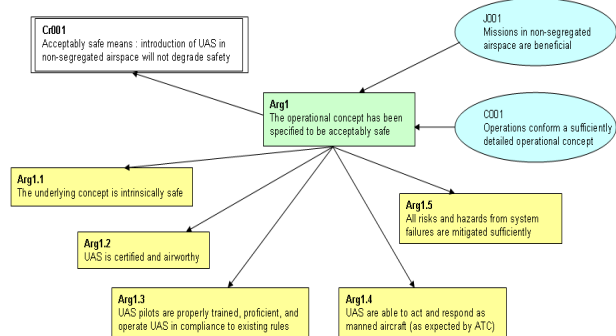 Cr001
Acceptably safe means : introduction of UAS in
non-segregated airspace will not degrade safety
J001
Missions in non-segregated
airspace are beneficial
Arg1
The operational concept has been
specified to be acceptably safe
C001
Operations conform a sufficiently
detailed operational concept
Arg1.1
The underlying concept is intrinsically safe
Arg1.2
UAS is certified and airworthy
Arg1.3
UAS pilots are properly trained, proficient, and
operate UAS in compliance to existing rules
Arg1.4
UAS are able to act and respond as
manned aircraft (as expected by ATC)
Arg1.5
All risks and hazards from system
failures are mitigated sufficiently